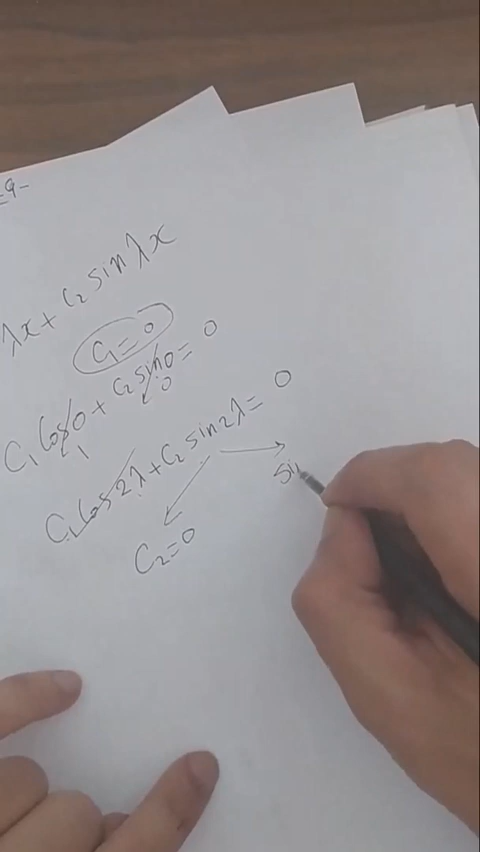 λx + C₂ sin λx
C₁ = 0
C₁ Cos 0 + C₂ sin 0 = 0
1 0
C₁ Cos 2λ + C₂ sin 2λ = 0
C₂ = 0
si